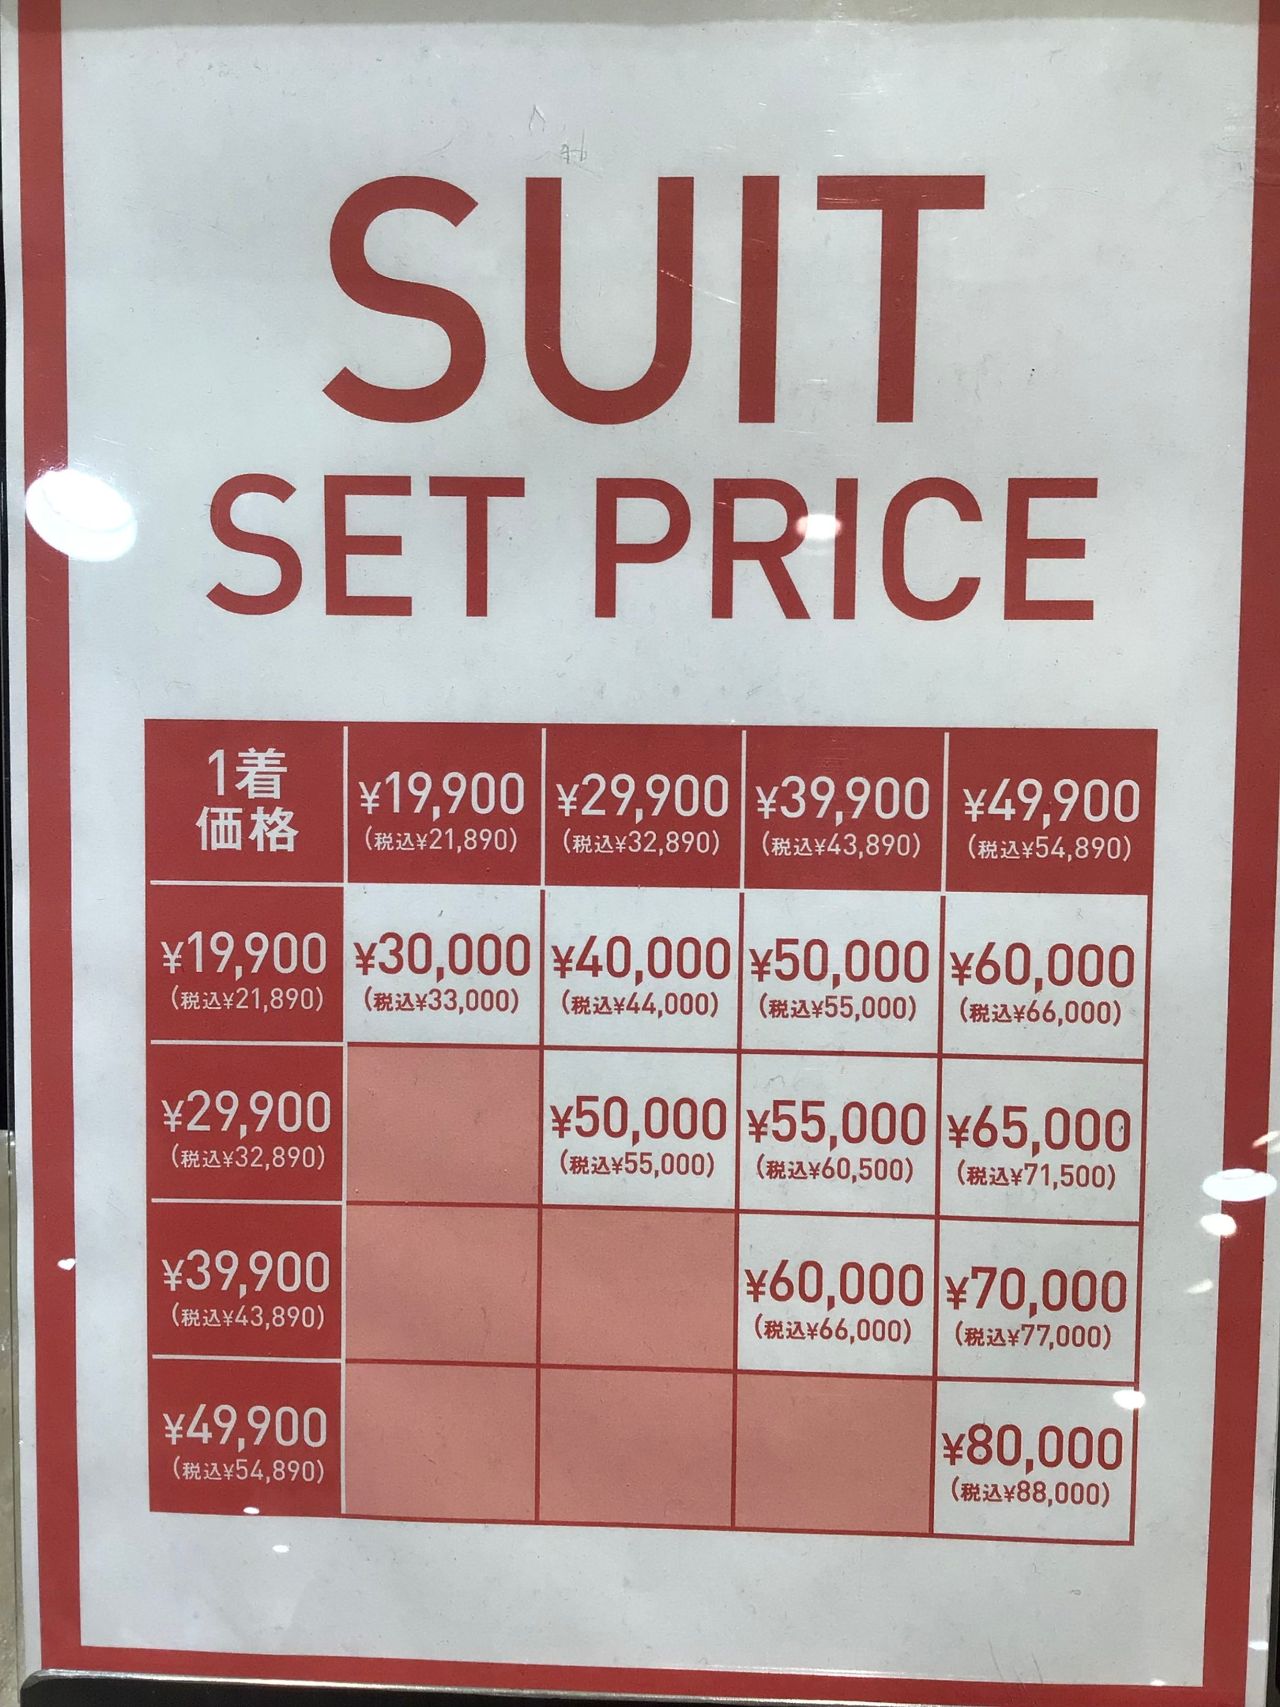 SUIT
SET PRICE
1着
価格
¥19,900
(税込¥21,890)
¥29,900
(税込¥32,890)
¥39,900
(税込¥43,890)
¥49,900
(税込¥54,890)
¥19,900
(税込¥21,890)
¥30,000
(税込¥33,000)
¥40,000
(税込¥44,000)
¥50,000
(税込¥55,000)
¥60,000
(税込¥66,000)
¥29,900
(税込¥32,890)
¥50,000
(税込¥55,000)
¥55,000
(税込¥60,500)
¥65,000
(税込¥71,500)
¥39,900
(税込¥43,890)
¥60,000
(税込¥66,000)
¥70,000
(税込¥77,000)
¥49,900
(税込¥54,890)
¥80,000
(税込¥88,000)